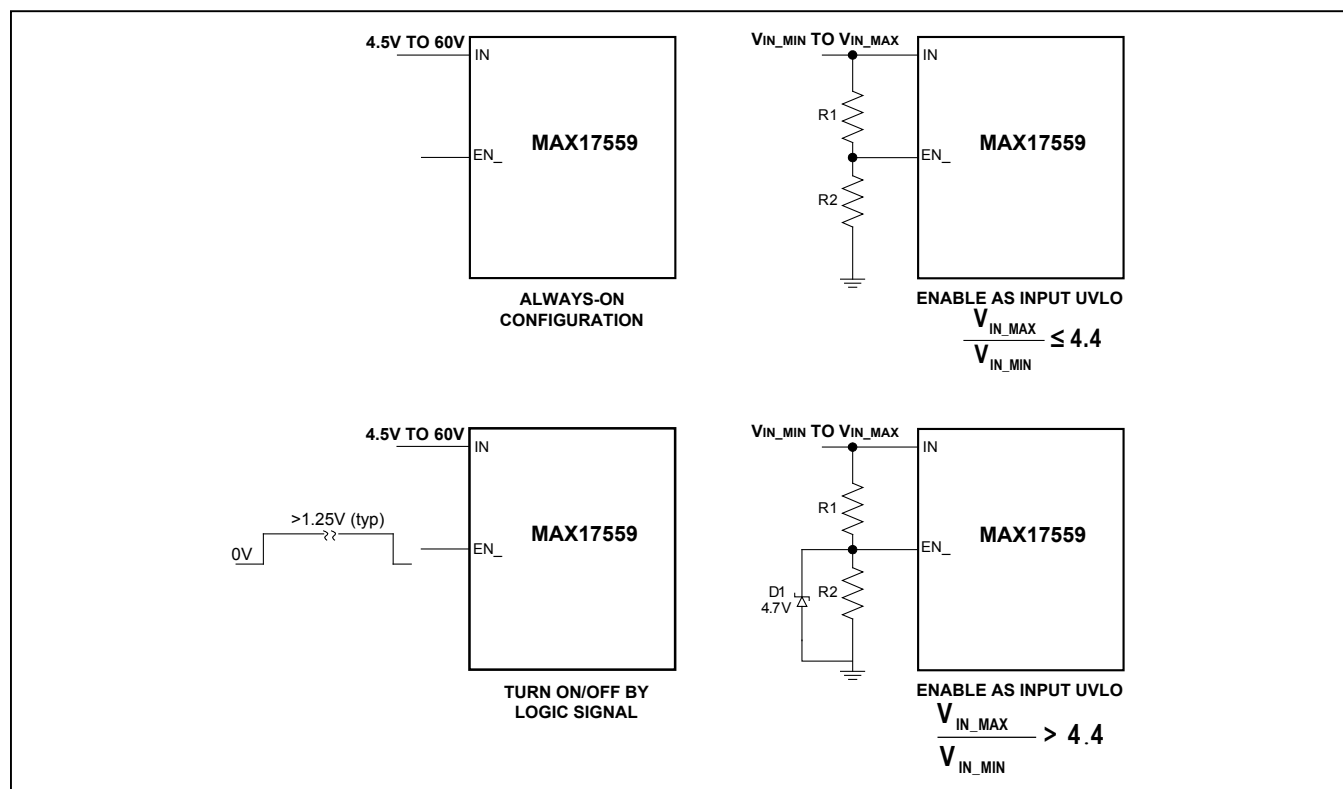 4.5V TO 60V
IN
EN_
MAX17559
ALWAYS-ON
CONFIGURATION
VIN_MIN TO VIN_MAX
IN
R1
EN_
R2
MAX17559
ENABLE AS INPUT UVLO
VIN_MAX
VIN_MIN
≤ 4.4
4.5V TO 60V
IN
>1.25V (typ)
0V
EN_
MAX17559
TURN ON/OFF BY
LOGIC SIGNAL
VIN_MIN TO VIN_MAX
IN
R1
EN_
D1
4.7V
R2
MAX17559
ENABLE AS INPUT UVLO
VIN_MAX
VIN_MIN
> 4.4